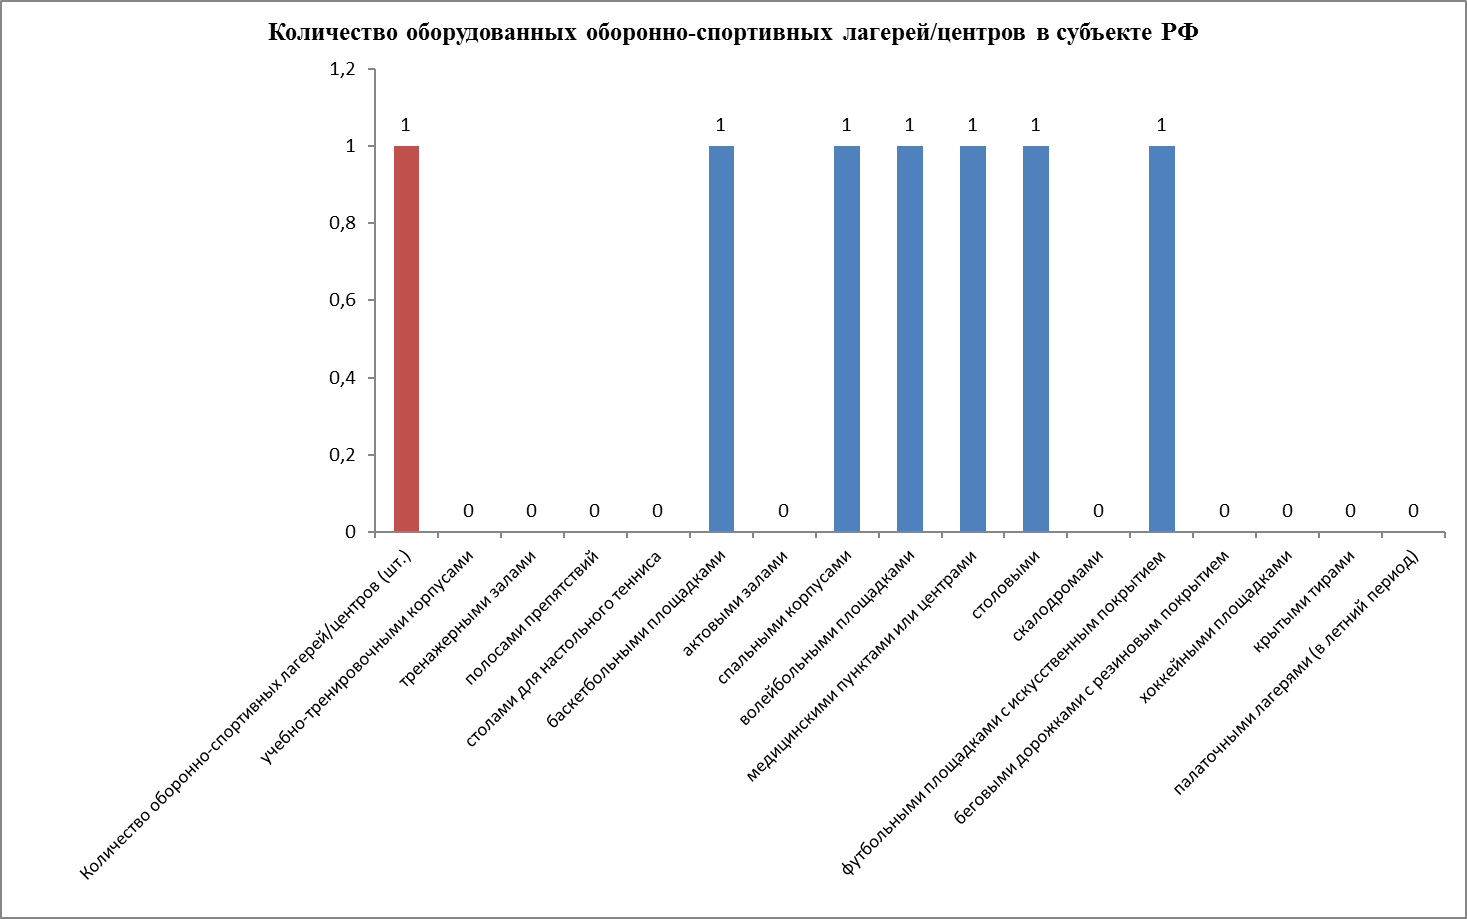 Количество оборудованных оборонно-спортивных лагерей/центров в субъекте РФ
1,2
1
0,8
0,6
0,4
0,2
0
1
0
0
0
0
1
0
1
1
1
1
0
1
0
0
0
0
Количество оборонно-спортивных лагерей/центров (шт.)
учебно-тренировочными корпусами
тренажерными залами
полосами препятствий
столами для настольного тенниса
баскетбольными площадками
актовыми залами
спальными корпусами
волейбольными площадками
медицинскими пунктами или центрами
столовыми
скалодромами
футбольными площадками с искусственным покрытием
беговыми дорожками с резиновым покрытием
хоккейными площадками
крытыми тирами
палаточными лагерями (в летний период)